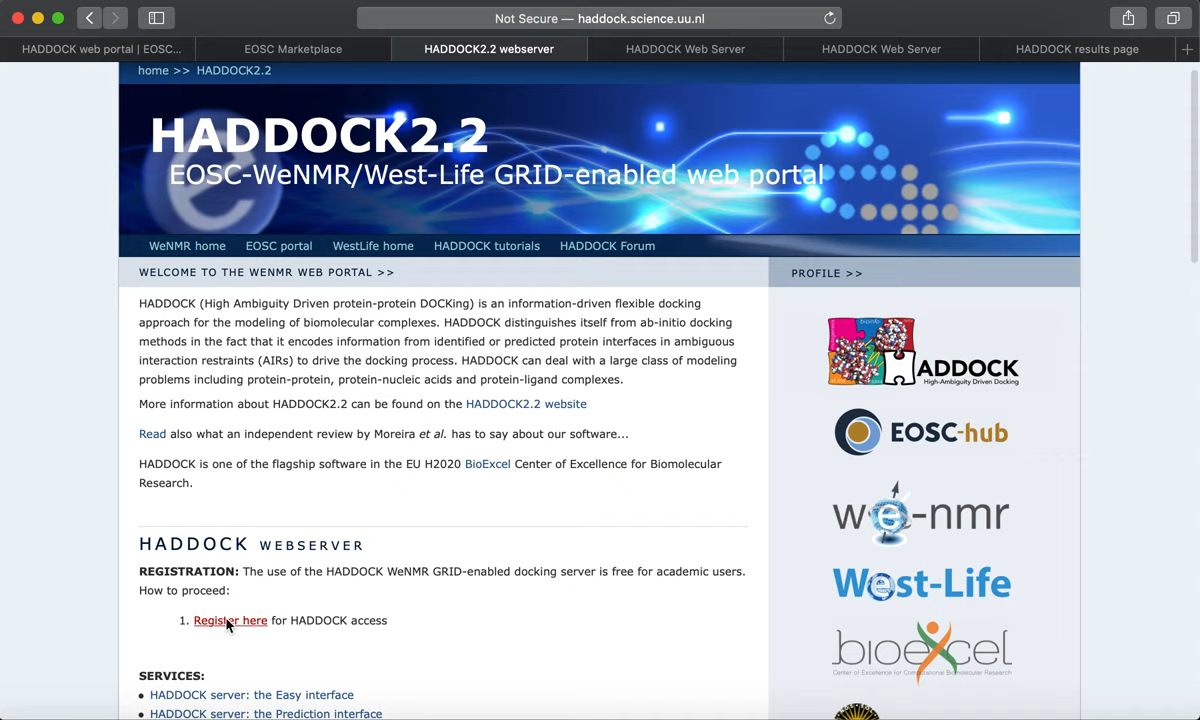 Not Secure — haddock.science.uu.nl
HADDOCK web portal | EOSC...
EOSC Marketplace
HADDOCK2.2 webserver
HADDOCK Web Server
HADDOCK Web Server
HADDOCK results page
home >> HADDOCK2.2
HADDOCK2.2
EOSC-WeNMR/West-Life GRID-enabled web portal
WeNMR home
EOSC portal
WestLife home
HADDOCK tutorials
HADDOCK Forum
WELCOME TO THE WENMR WEB PORTAL >>
HADDOCK (High Ambiguity Driven protein-protein DOCKing) is an information-driven flexible docking
approach for the modeling of biomolecular complexes. HADDOCK distinguishes itself from ab-initio docking
methods in the fact that it encodes information from identified or predicted protein interfaces in ambiguous
interaction restraints (AIRs) to drive the docking process. HADDOCK can deal with a large class of modeling
problems including protein-protein, protein-nucleic acids and protein-ligand complexes.
More information about HADDOCK2.2 can be found on the HADDOCK2.2 website
Read also what an independent review by Moreira et al. has to say about our software...
HADDOCK is one of the flagship software in the EU H2020 BioExcel Center of Excellence for Biomolecular
Research.
HADDOCK WEBSERVER
REGISTRATION: The use of the HADDOCK WeNMR GRID-enabled docking server is free for academic users.
How to proceed:
1. Register here for HADDOCK access
SERVICES:
• HADDOCK server: the Easy interface
• HADDOCK server: the Prediction interface
PROFILE >>
ADDOCK
High-Ambiguity Driven Docking
EOSC-hub
we-nmr
West-Life
bioexcel
Center of Excellence for Computational Biomolecular Research